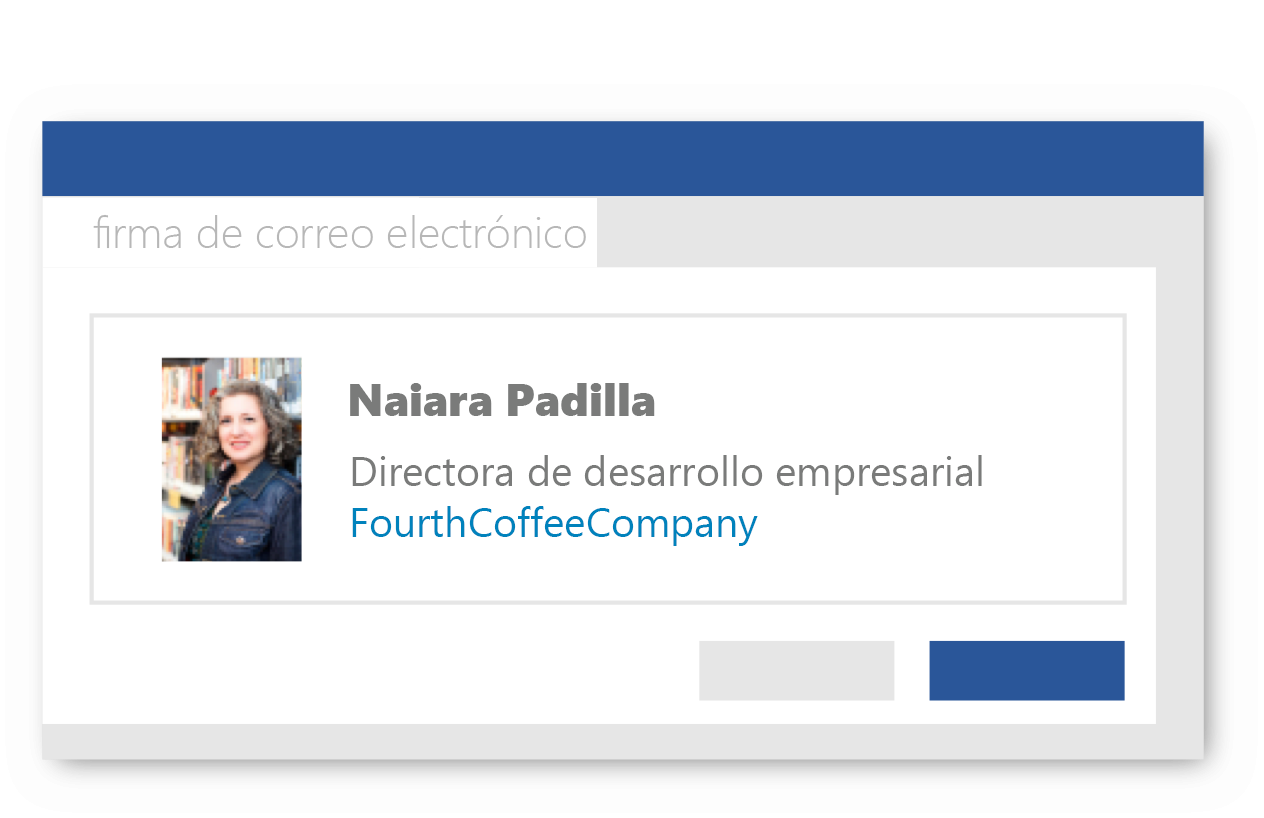 firma de correo electrónico
Naiara Padilla
Directora de desarrollo empresarial
FourthCoffeeCompany